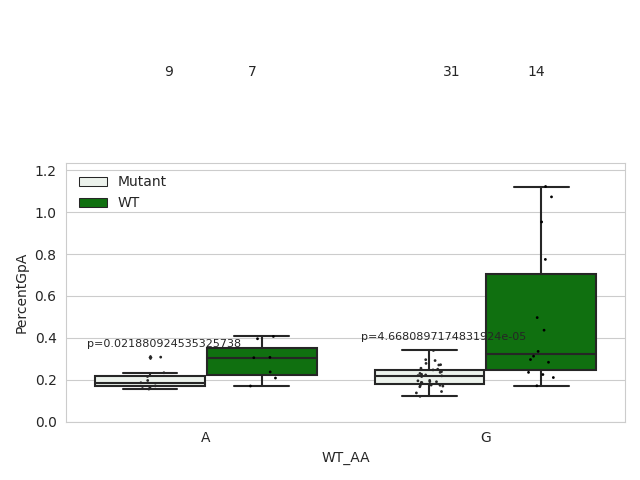 9 7 31 14
1.2
Mutant
WT
1.0
0.8
0.6
0.4
p=0.021880924535325738
p=4.6680897174831924e-05
0.2
0.0
PercentGpA
A G
WT_AA